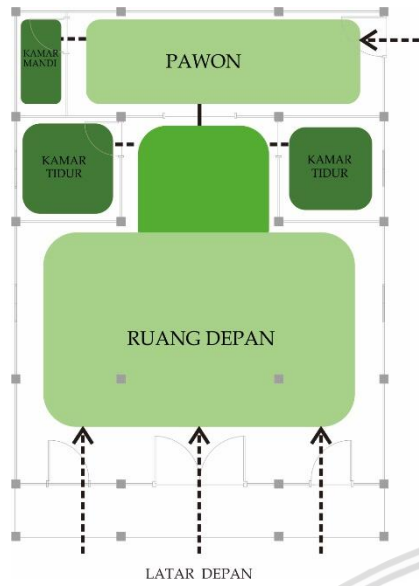 KAMAR
MANDI
PAWON
KAMAR
TIDUR
KAMAR
TIDUR
RUANG DEPAN
LATAR DEPAN